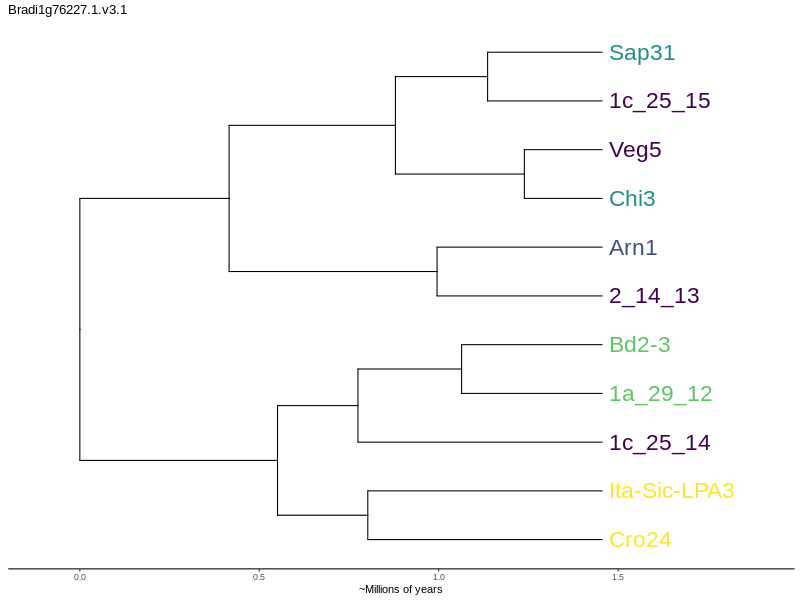 Bradi1g76227.1.v3.1
Sap31
1c_25_15
Veg5
Chi3
Arn1
2_14_13
Bd2-3
1a_29_12
1c_25_14
Ita-Sic-LPA3
Cro24
0.0 0.5 1.0 1.5
~Millions of years